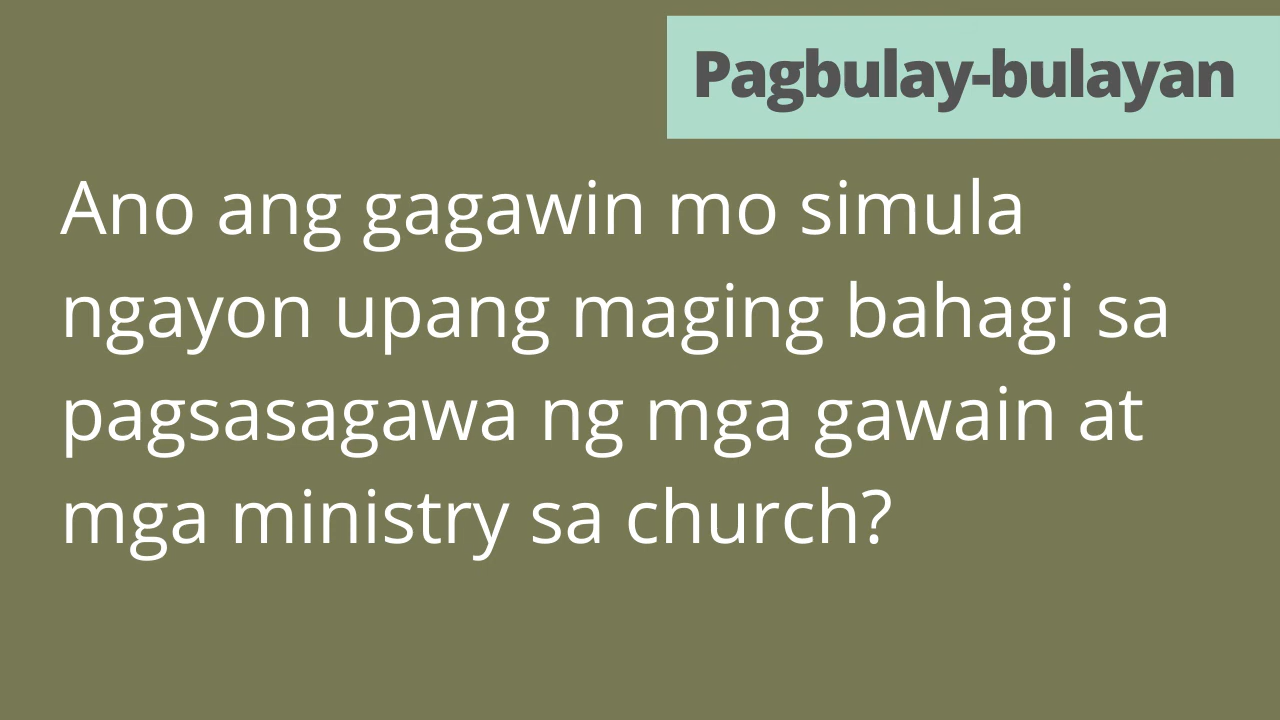 Pagbulay-bulayan
Ano ang gagawin mo simula
ngayon upang maging bahagi sa
pagsasagawa ng mga gawain at
mga ministry sa church?